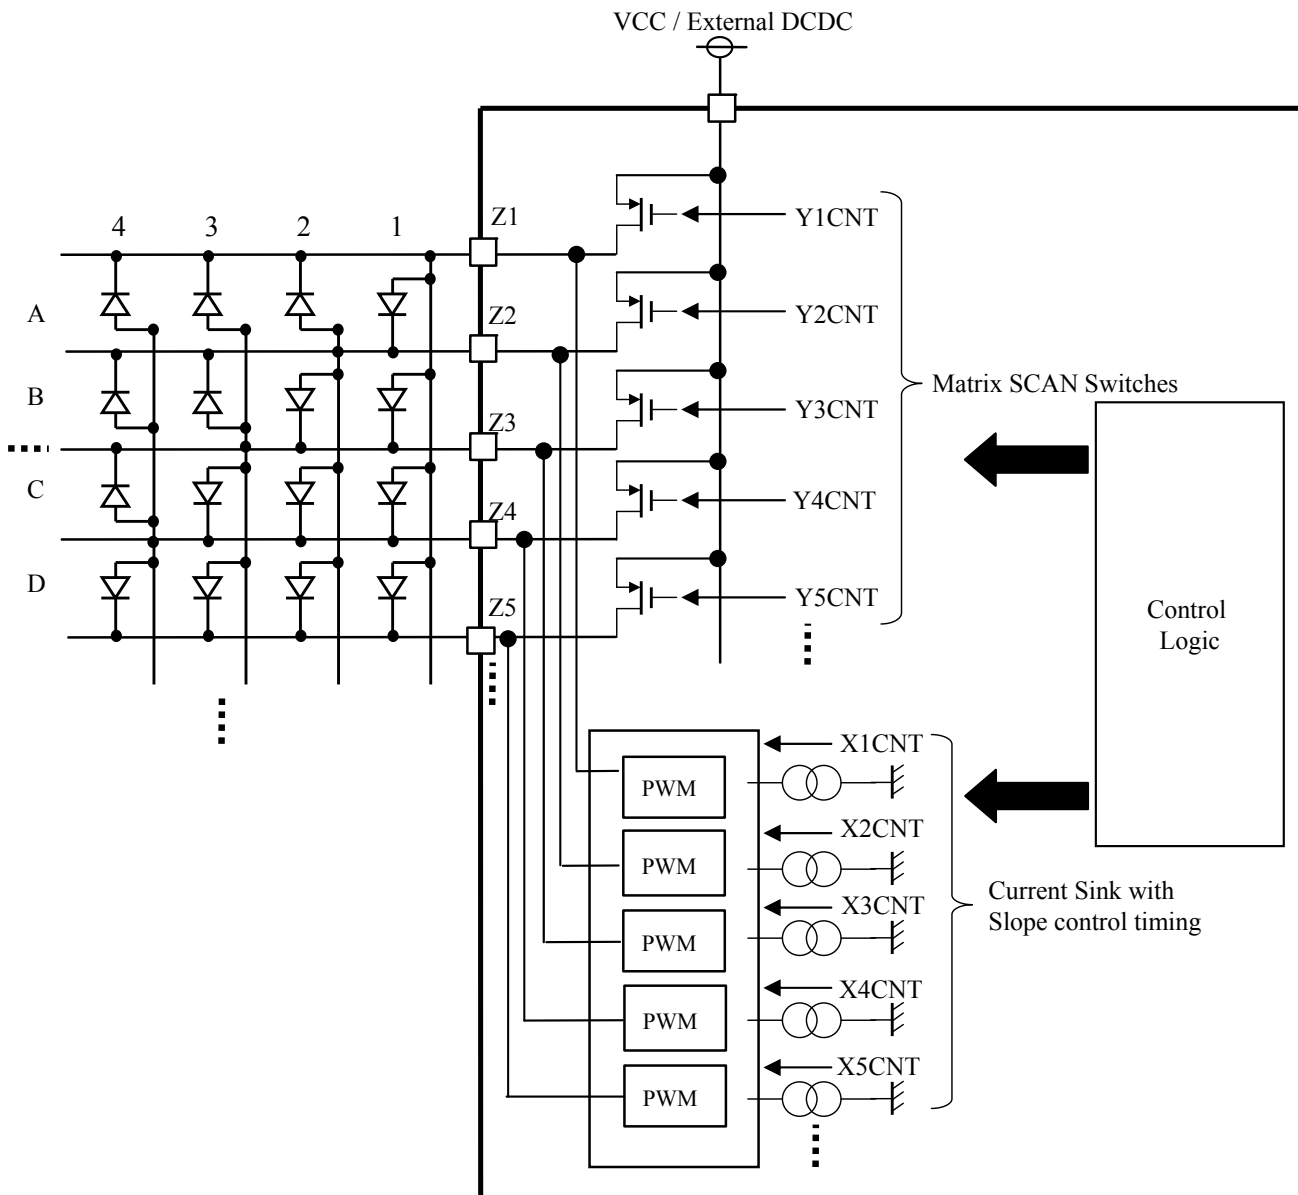 VCC / External DCDC
4 3 2 1
Z1
Y1CNT
A
Z2
Y2CNT
B
Z3
Y3CNT
Matrix SCAN Switches
C
Z4
Y4CNT
D
Z5
Y5CNT
Control
Logic
X1CNT
PWM
X2CNT
PWM
X3CNT
Current Sink with
Slope control timing
PWM
X4CNT
PWM
X5CNT
PWM